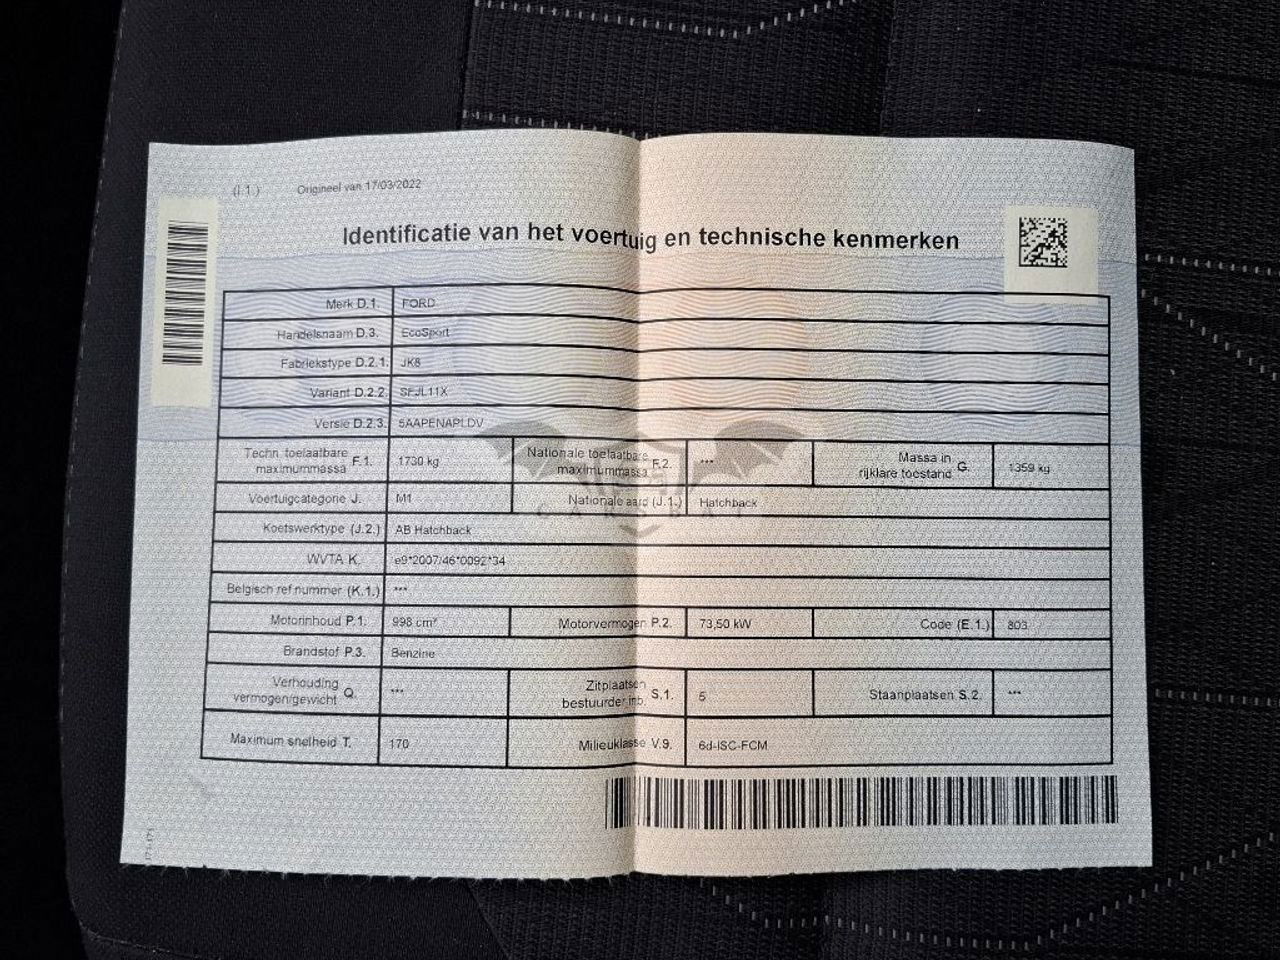 (I.1.) Origineel van 17/03/2022
Identificatie van het voertuig en technische kenmerken
Merk D.1. FORD
Handelsnaam D.3. EcoSport
Fabriekstype D.2.1. JK8
Variant D.2.2. SFJL11X
Versie D.2.3. 5AAPENAPLDV
Techn. toelaatbare maximummassa F.1. 1730 kg Nationale toelaatbare maximummassa F.2. *** Massa in rijklare toestand G. 1359 kg
Voertuigcategorie J. M1 Nationale aard (J.1.) Hatchback
Koetswerktype (J.2.) AB Hatchback
WVTA K. e9*2007/46*0092*34
Belgisch ref nummer (K.1.) ***
Motorinhoud P.1. 998 cm³ Motorvermogen P.2. 73,50 kW Code (E.1.) 803
Brandstof P.3. Benzine
Verhouding vermogen/gewicht Q. *** Zitplaatsen bestuurder inb. S.1. 5 Staanplaatsen S.2. ***
Maximum snelheid T. 170 Milieuklasse V.9. 6d-ISC-FCM